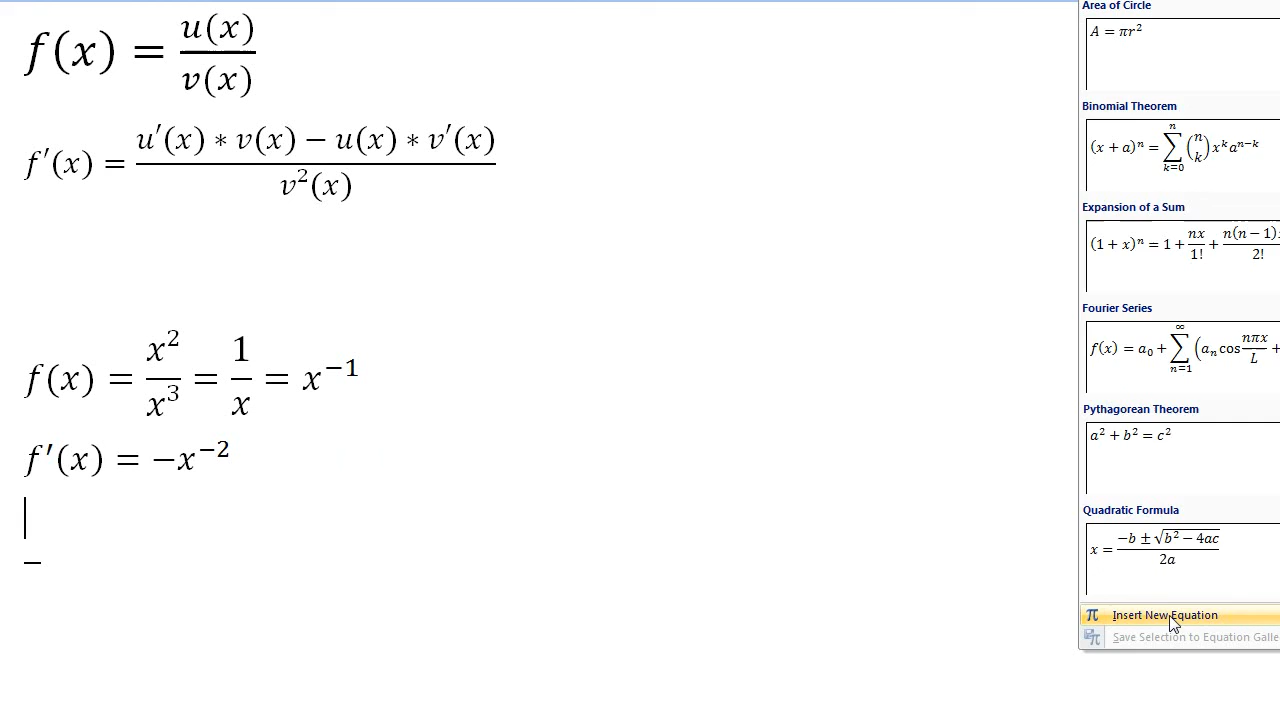 f(x) = u(x)/v(x)
f′(x) = (u′(x) * v(x) − u(x) * v′(x))/v²(x)
f(x) = x²/x³ = 1/x = x⁻¹
f′(x) = −x⁻²
Area of Circle
A = πr²
Binomial Theorem
(x + a)ⁿ = ∑_{k=0}^{n} (n k) xᵏaⁿ⁻ᵏ
Expansion of a Sum
(1 + x)ⁿ = 1 + nx/1! + n(n − 1)/2!
Fourier Series
f(x) = a₀ + ∑_{n=1}^{∞} (aₙ cos nπx/L +
Pythagorean Theorem
a² + b² = c²
Quadratic Formula
x = (−b ± √(b² − 4ac))/2a
π Insert New Equation
π Save Selection to Equation Galle